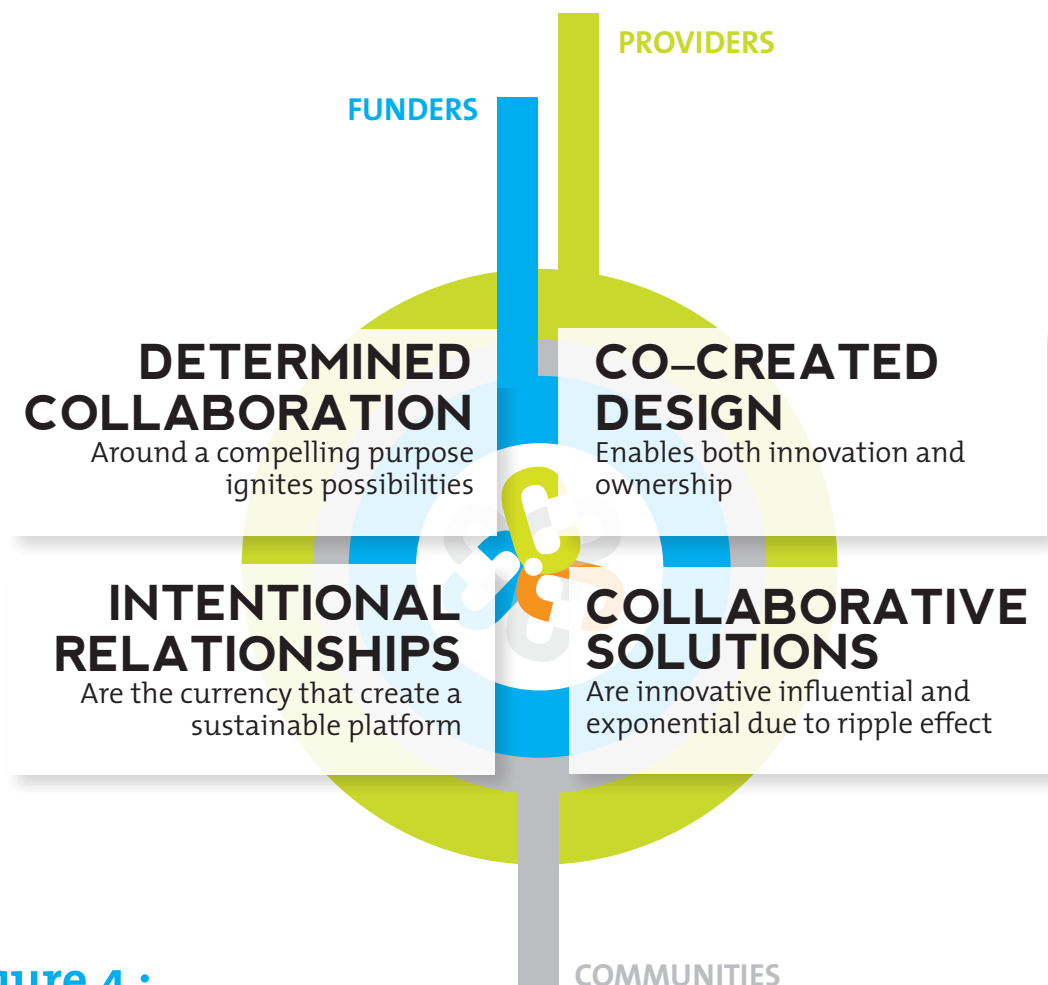 PROVIDERS
FUNDERS
DETERMINED
COLLABORATION
Around a compelling purpose
ignites possibilities
CO–CREATED
DESIGN
Enables both innovation and
ownership
INTENTIONAL
RELATIONSHIPS
Are the currency that create a
sustainable platform
COLLABORATIVE
SOLUTIONS
Are innovative influential and
exponential due to ripple effect
4 :
COMMUNITIES